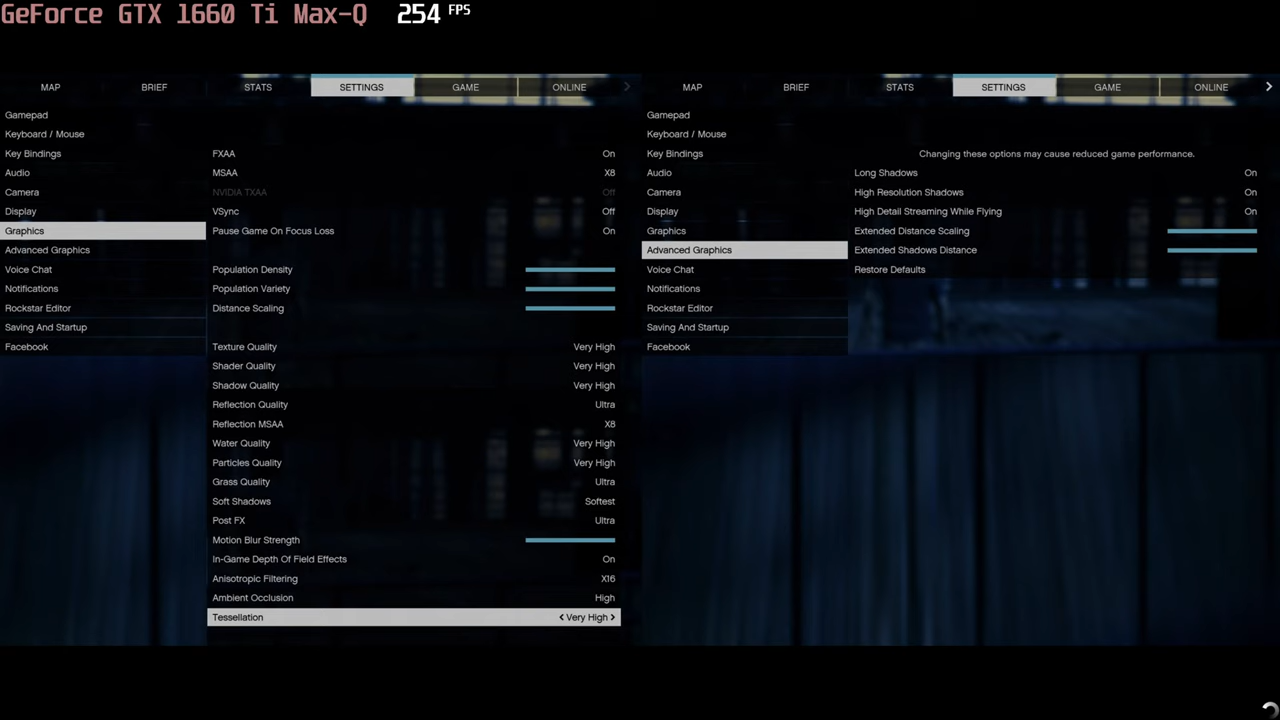 GeForce GTX 1660 Ti Max-Q 254 FPS
MAP BRIEF STATS SETTINGS GAME ONLINE
Gamepad
Keyboard / Mouse
Key Bindings
Audio
Camera
Display
Graphics
Advanced Graphics
Voice Chat
Notifications
Rockstar Editor
Saving And Startup
Facebook
FXAA On
MSAA X8
NVIDIA TXAA Off
VSync Off
Pause Game On Focus Loss On
Population Density
Population Variety
Distance Scaling
Texture Quality Very High
Shader Quality Very High
Shadow Quality Very High
Reflection Quality Ultra
Reflection MSAA X8
Water Quality Very High
Particles Quality Very High
Grass Quality Ultra
Soft Shadows Softest
Post FX Ultra
Motion Blur Strength
In-Game Depth Of Field Effects On
Anisotropic Filtering X16
Ambient Occlusion High
Tessellation < Very High >
MAP BRIEF STATS SETTINGS GAME ONLINE
Gamepad
Keyboard / Mouse
Key Bindings
Audio
Camera
Display
Graphics
Advanced Graphics
Voice Chat
Notifications
Rockstar Editor
Saving And Startup
Facebook
Changing these options may cause reduced game performance.
Long Shadows On
High Resolution Shadows On
High Detail Streaming While Flying On
Extended Distance Scaling
Extended Shadows Distance
Restore Defaults